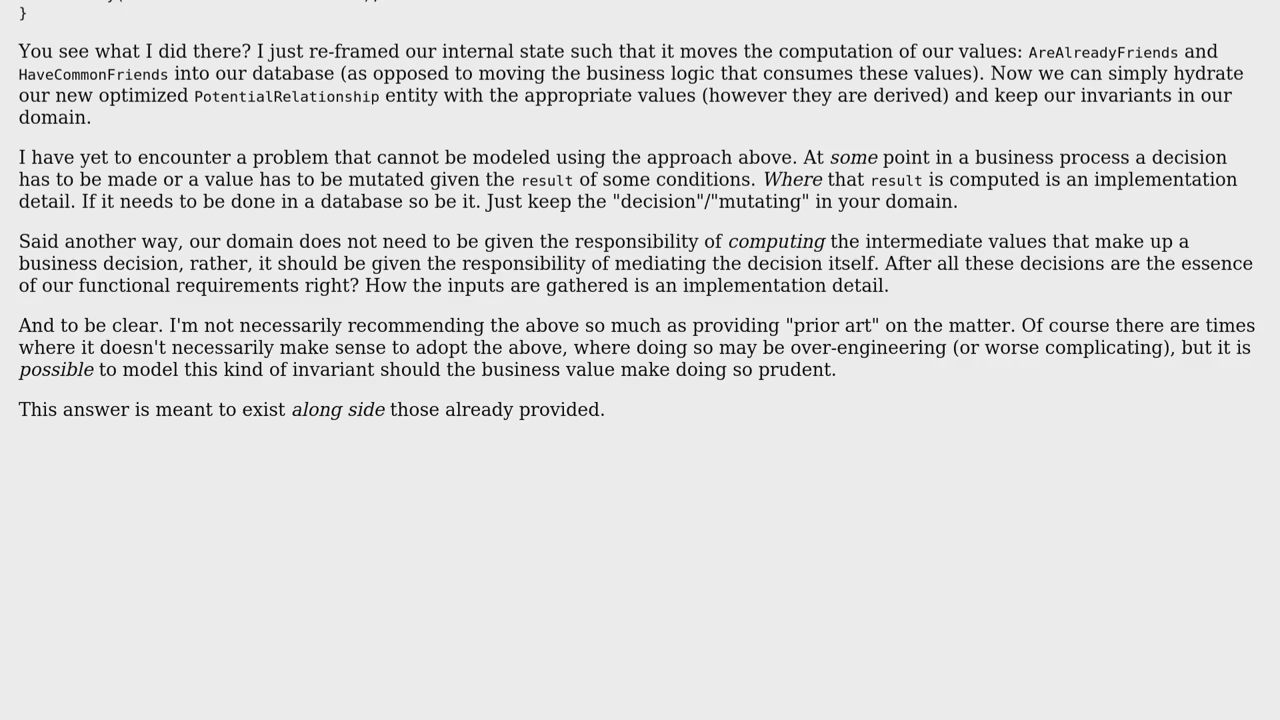 }
You see what I did there? I just re-framed our internal state such that it moves the computation of our values: AreAlreadyFriends and
HaveCommonFriends into our database (as opposed to moving the business logic that consumes these values). Now we can simply hydrate
our new optimized PotentialRelationship entity with the appropriate values (however they are derived) and keep our invariants in our
domain.
I have yet to encounter a problem that cannot be modeled using the approach above. At some point in a business process a decision
has to be made or a value has to be mutated given the result of some conditions. Where that result is computed is an implementation
detail. If it needs to be done in a database so be it. Just keep the "decision"/"mutating" in your domain.
Said another way, our domain does not need to be given the responsibility of computing the intermediate values that make up a
business decision, rather, it should be given the responsibility of mediating the decision itself. After all these decisions are the essence
of our functional requirements right? How the inputs are gathered is an implementation detail.
And to be clear. I'm not necessarily recommending the above so much as providing "prior art" on the matter. Of course there are times
where it doesn't necessarily make sense to adopt the above, where doing so may be over-engineering (or worse complicating), but it is
possible to model this kind of invariant should the business value make doing so prudent.
This answer is meant to exist along side those already provided.